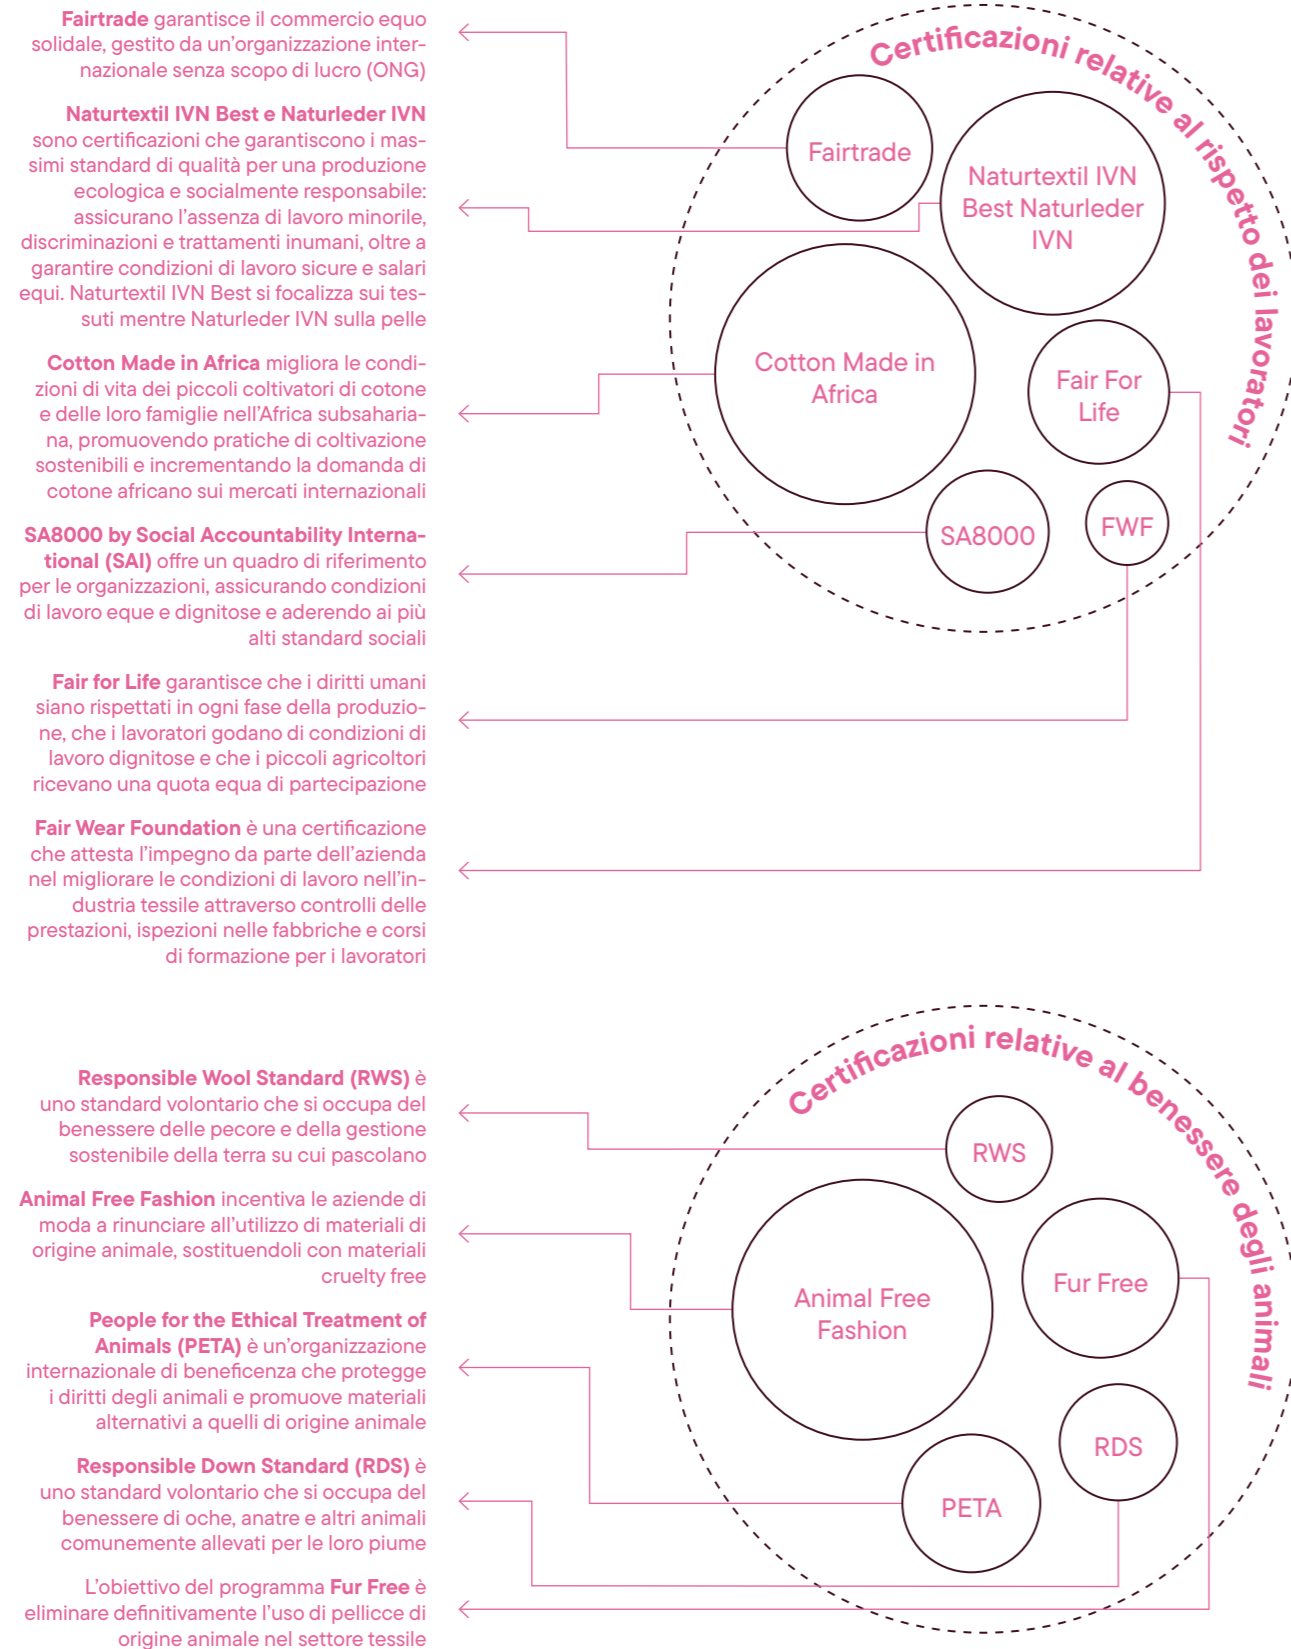 Fairtrade garantisce il commercio equo
solidale, gestito da un'organizzazione inter-
nazionale senza scopo di lucro (ONG)
Naturtextil IVN Best e Naturleder IVN
sono certificazioni che garantiscono i mas-
simi standard di qualità per una produzione
ecologica e socialmente responsabile:
assicurano l'assenza di lavoro minorile,
discriminazioni e trattamenti inumani, oltre a
garantire condizioni di lavoro sicure e salari
equi. Naturtextil IVN Best si focalizza sui tes-
suti mentre Naturleder IVN sulla pelle
Cotton Made in Africa migliora le condi-
zioni di vita dei piccoli coltivatori di cotone
e delle loro famiglie nell'Africa subsaharia-
na, promuovendo pratiche di coltivazione
sostenibili e incrementando la domanda di
cotone africano sui mercati internazionali
SA8000 by Social Accountability Interna-
tional (SAI) offre un quadro di riferimento
per le organizzazioni, assicurando condizioni
di lavoro eque e dignitose e aderendo ai più
alti standard sociali
Fair for Life garantisce che i diritti umani
siano rispettati in ogni fase della produzio-
ne, che i lavoratori godano di condizioni di
lavoro dignitose e che i piccoli agricoltori
ricevano una quota equa di partecipazione
Fair Wear Foundation è una certificazione
che attesta l'impegno da parte dell'azienda
nel migliorare le condizioni di lavoro nell'in-
dustria tessile attraverso controlli delle
prestazioni, ispezioni nelle fabbriche e corsi
di formazione per i lavoratori
Certificazioni relative al rispetto dei lavoratori
Fairtrade
Naturtextil IVN
Best Naturleder
IVN
Cotton Made in
Africa
Fair For
Life
SA8000
FWF
Responsible Wool Standard (RWS) è
uno standard volontario che si occupa del
benessere delle pecore e della gestione
sostenibile della terra su cui pascolano
Animal Free Fashion incentiva le aziende di
moda a rinunciare all'utilizzo di materiali di
origine animale, sostituendoli con materiali
cruelty free
People for the Ethical Treatment of
Animals (PETA) è un'organizzazione
internazionale di beneficenza che protegge
i diritti degli animali e promuove materiali
alternativi a quelli di origine animale
Responsible Down Standard (RDS) è
uno standard volontario che si occupa del
benessere di oche, anatre e altri animali
comunemente allevati per le loro piume
L'obiettivo del programma Fur Free è
eliminare definitivamente l'uso di pellicce di
origine animale nel settore tessile
Certificazioni relative al benessere degli animali
RWS
Animal Free
Fashion
Fur Free
RDS
PETA